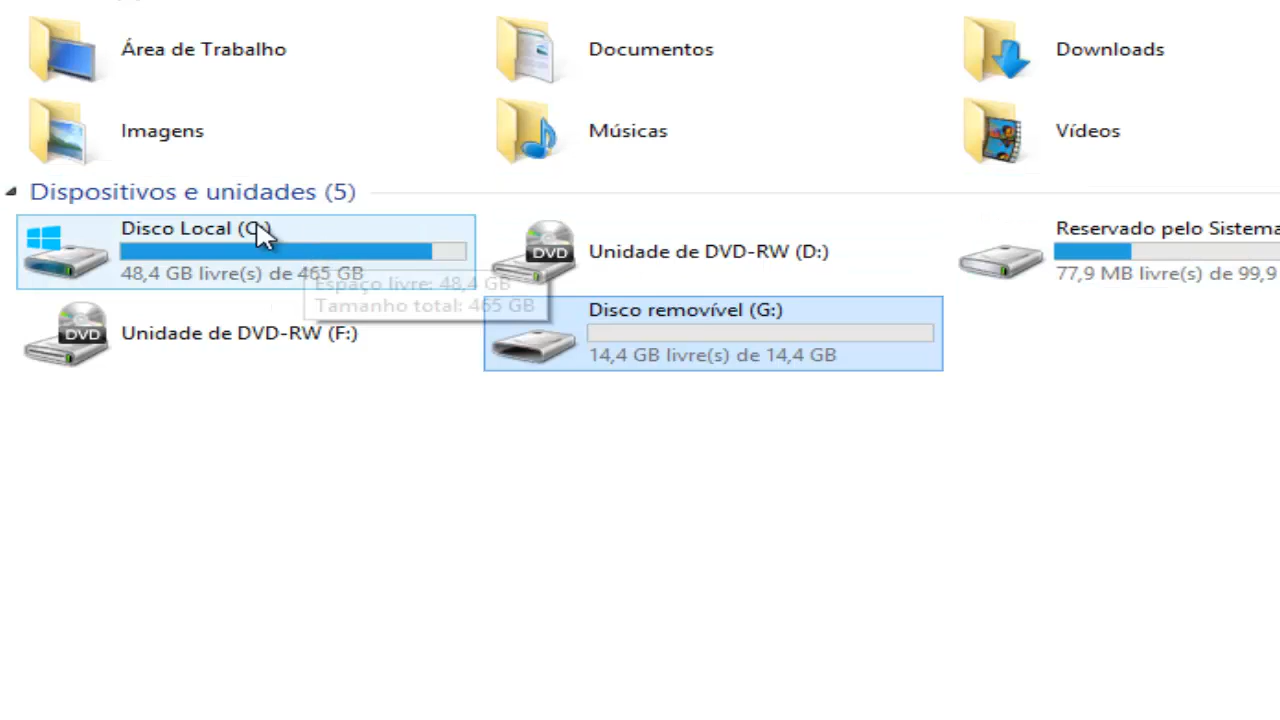 Área de Trabalho
Documentos
Downloads
Imagens
Músicas
Vídeos
Dispositivos e unidades (5)
Disco Local (C:)
48,4 GB livre(s) de 465 GB
Espaço livre: 48,4 GB
Tamanho total: 465 GB
DVD
Unidade de DVD-RW (D:)
Reservado pelo Sistema
77,9 MB livre(s) de 99,9
DVD
Unidade de DVD-RW (F:)
Disco removível (G:)
14,4 GB livre(s) de 14,4 GB